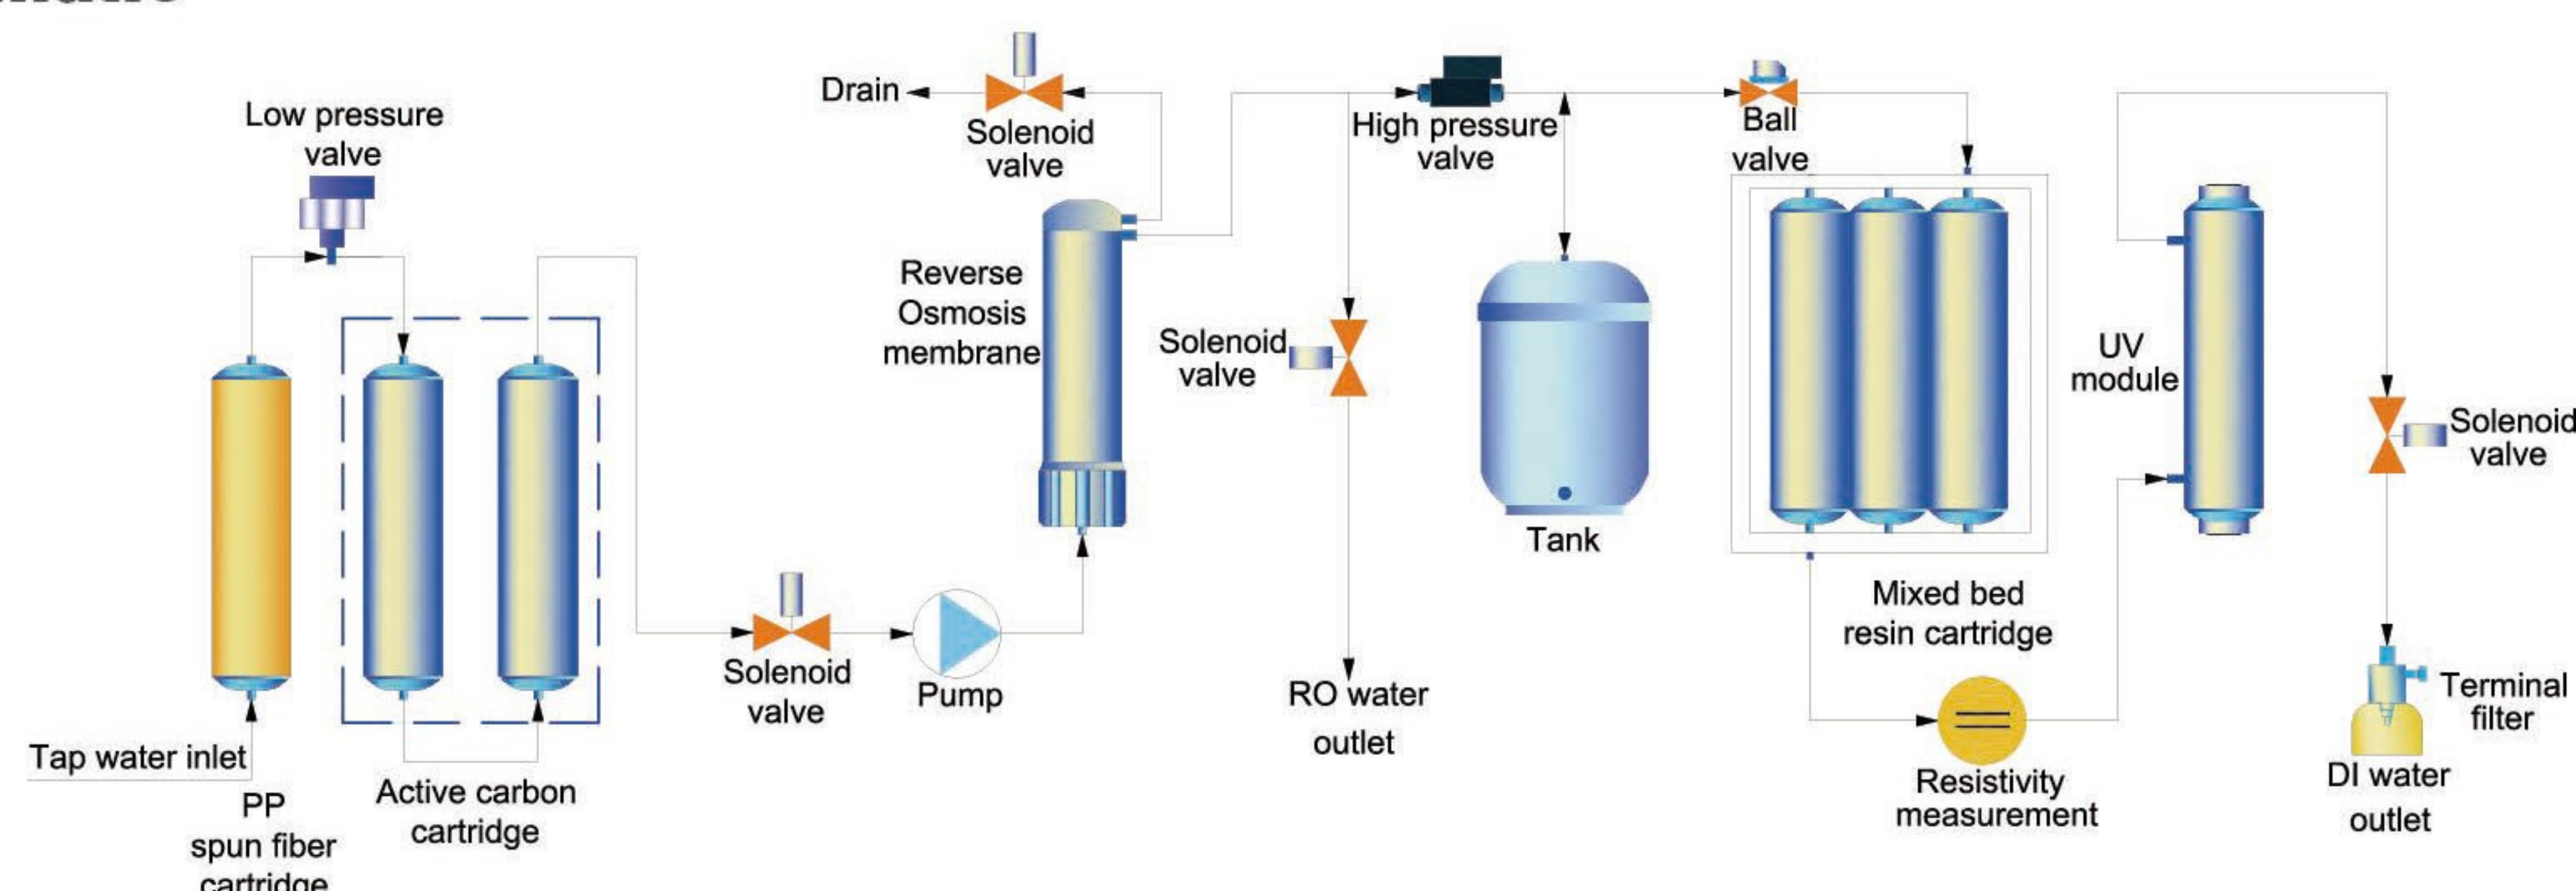 Low pressure
valve
Tap water inlet
PP
spun fiber
cartridge
Active carbon
cartridge
Drain
Solenoid
valve
Reverse
Osmosis
membrane
Solenoid
valve
Pump
High pressure
valve
Solenoid
valve
RO water
outlet
Tank
Ball
valve
Mixed bed
resin cartridge
Resistivity
measurement
UV
module
Solenoid
valve
Terminal
filter
DI water
outlet